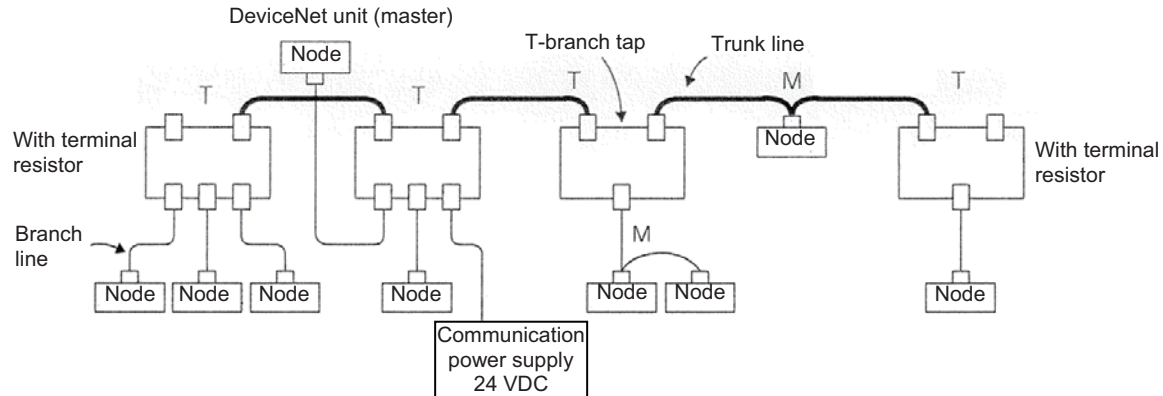 DeviceNet unit (master)
Node
T-branch tap
Trunk line
T
T
T
M
T
With terminal
resistor
Node
With terminal
resistor
Branch
line
M
Node
Node
Node
Node
Node
Node
Node
Communication
power supply
24 VDC